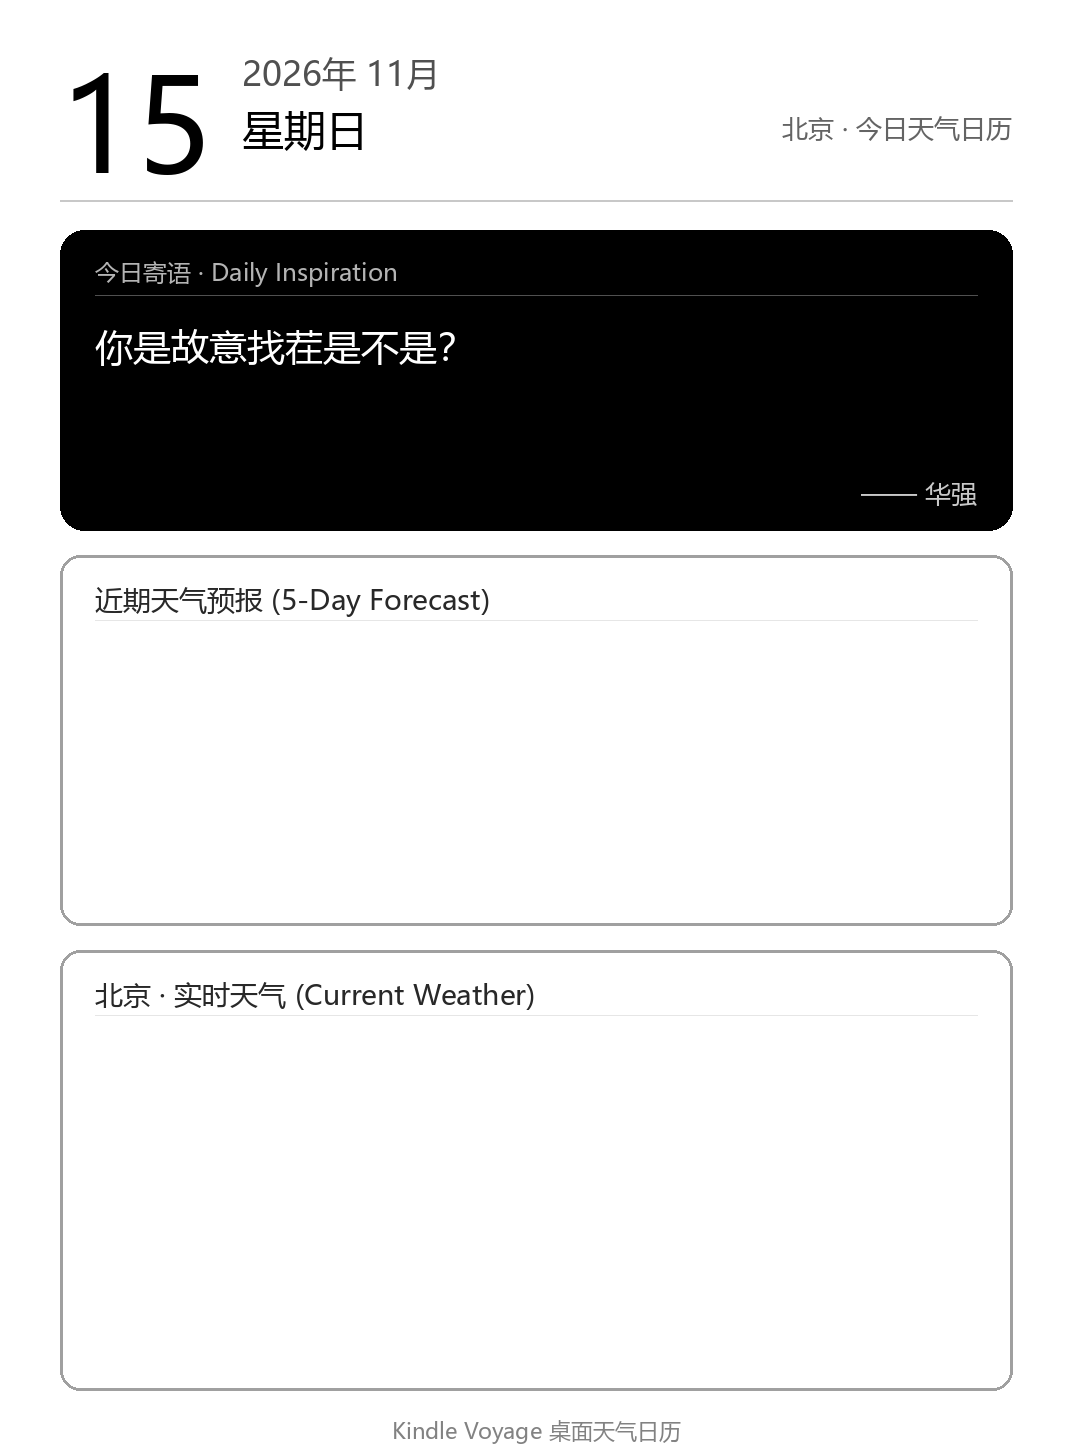 15
2026年 11月
星期日
北京 · 今日天气日历
今日寄语 · Daily Inspiration
你是故意找茬是不是？
—— 华强
近期天气预报 (5-Day Forecast)
北京 · 实时天气 (Current Weather)
Kindle Voyage 桌面天气日历